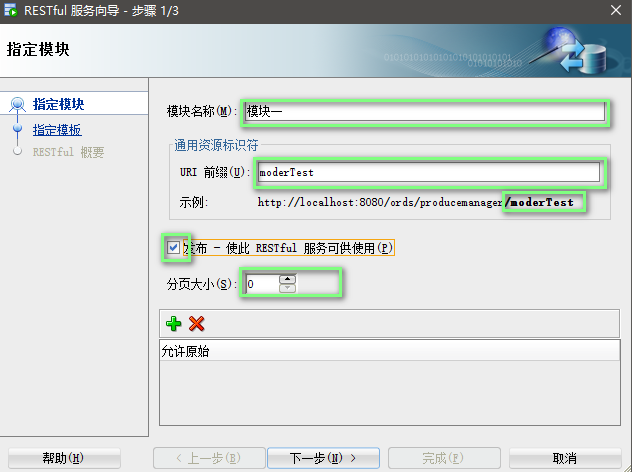 RESTful 服务向导 - 步骤 1/3
指定模块
指定模块
指定模板
RESTful 概要
模块名称(M): 模块一
通用资源标识符
URI 前缀(U): moderTest
示例: http://localhost:8080/ords/producemanager/moderTest
发布 - 使此 RESTful 服务可供使用(P)
分页大小(S): 0
允许原始
帮助(H) < 上一步(B) 下一步(N) > 完成(F) 取消